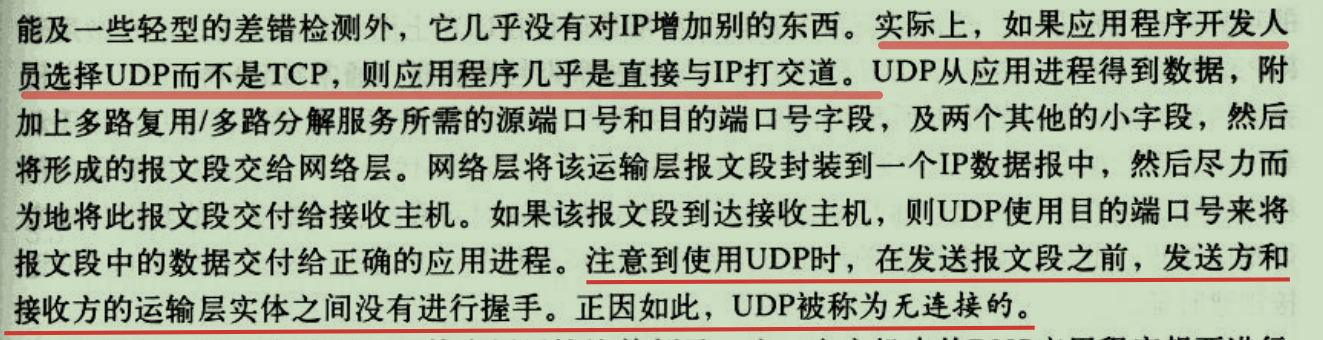 能及一些轻型的差错检测外，它几乎没有对IP增加别的东西。实际上，如果应用程序开发人
员选择UDP而不是TCP，则应用程序几乎是直接与IP打交道。UDP从应用进程得到数据，附
加上多路复用/多路分解服务所需的源端口号和目的端口号字段，及两个其他的小字段，然后
将形成的报文段交给网络层。网络层将该运输层报文段封装到一个IP数据报中，然后尽力而
为地将此报文段交付给接收主机。如果该报文段到达接收主机，则UDP使用目的端口号来将
报文段中的数据交付给正确的应用进程。注意到使用UDP时，在发送报文段之前，发送方和
接收方的运输层实体之间没有进行握手。正因如此，UDP被称为无连接的。